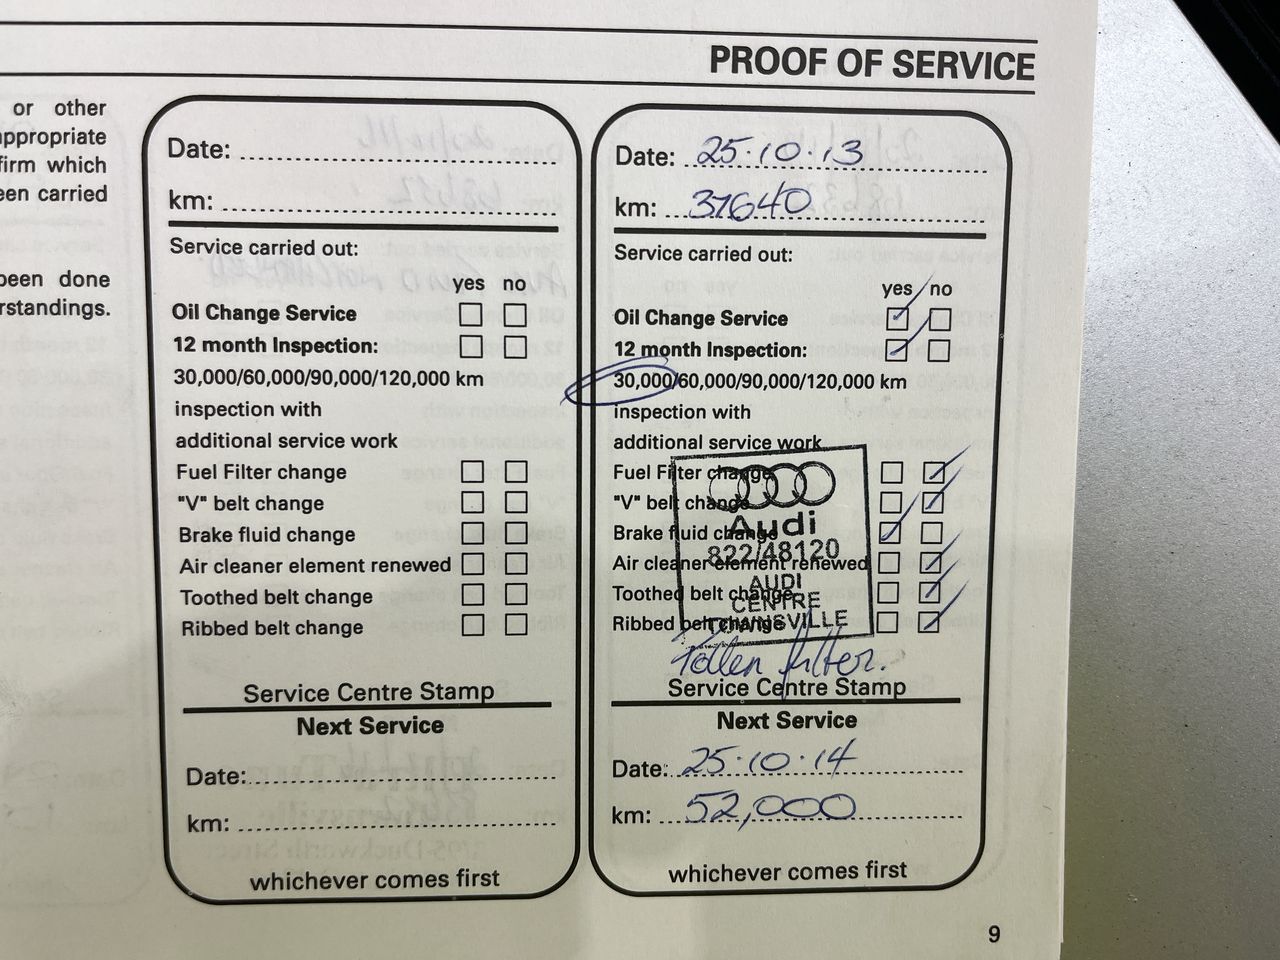 PROOF OF SERVICE
or other
appropriate
firm which
een carried
been done
rstandings.
Date:
km:
Service carried out:
yes no
Oil Change Service
12 month Inspection:
30,000/60,000/90,000/120,000 km
inspection with
additional service work
Fuel Filter change
"V" belt change
Brake fluid change
Air cleaner element renewed
Toothed belt change
Ribbed belt change
Service Centre Stamp
Next Service
Date:
km:
whichever comes first
Date: 25·10·13
km: 37640
Service carried out:
yes no
Oil Change Service
12 month Inspection:
30,000/60,000/90,000/120,000 km
inspection with
additional service work
Fuel Filter change
"V" belt change
Brake fluid change
Air cleaner element renewed
Toothed belt change
Ribbed belt change
Audi
822/48120
AUDI
CENTRE
TOWNSVILLE
Pollen filter.
Service Centre Stamp
Next Service
Date: 25·10·14
km: 52,000
whichever comes first
9